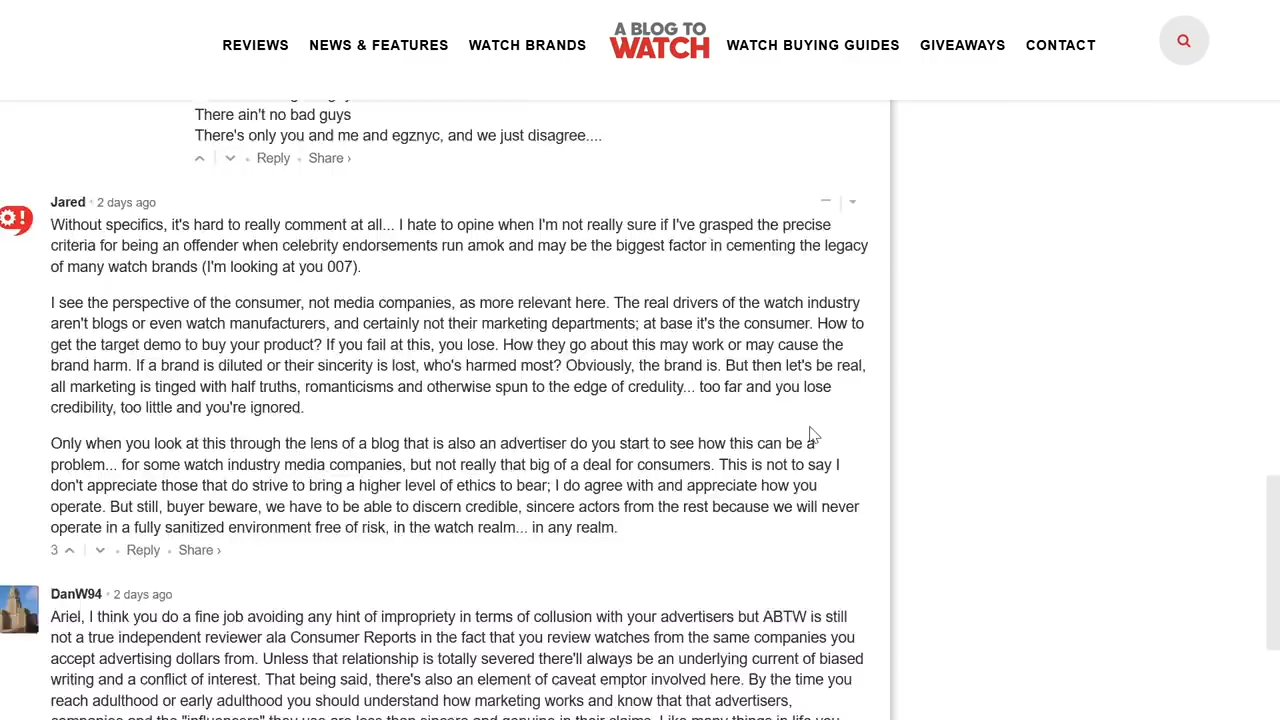 REVIEWS NEWS & FEATURES WATCH BRANDS A BLOG TO WATCH WATCH BUYING GUIDES GIVEAWAYS CONTACT
There ain't no bad guys
There's only you and me and egznyc, and we just disagree....
Reply Share ›
Jared · 2 days ago
Without specifics, it's hard to really comment at all... I hate to opine when I'm not really sure if I've grasped the precise
criteria for being an offender when celebrity endorsements run amok and may be the biggest factor in cementing the legacy
of many watch brands (I'm looking at you 007).
I see the perspective of the consumer, not media companies, as more relevant here. The real drivers of the watch industry
aren't blogs or even watch manufacturers, and certainly not their marketing departments; at base it's the consumer. How to
get the target demo to buy your product? If you fail at this, you lose. How they go about this may work or may cause the
brand harm. If a brand is diluted or their sincerity is lost, who's harmed most? Obviously, the brand is. But then let's be real,
all marketing is tinged with half truths, romanticisms and otherwise spun to the edge of credulity... too far and you lose
credibility, too little and you're ignored.
Only when you look at this through the lens of a blog that is also an advertiser do you start to see how this can be a
problem... for some watch industry media companies, but not really that big of a deal for consumers. This is not to say I
don't appreciate those that do strive to bring a higher level of ethics to bear; I do agree with and appreciate how you
operate. But still, buyer beware, we have to be able to discern credible, sincere actors from the rest because we will never
operate in a fully sanitized environment free of risk, in the watch realm... in any realm.
3 Reply Share ›
DanW94 · 2 days ago
Ariel, I think you do a fine job avoiding any hint of impropriety in terms of collusion with your advertisers but ABTW is still
not a true independent reviewer ala Consumer Reports in the fact that you review watches from the same companies you
accept advertising dollars from. Unless that relationship is totally severed there'll always be an underlying current of biased
writing and a conflict of interest. That being said, there's also an element of caveat emptor involved here. By the time you
reach adulthood or early adulthood you should understand how marketing works and know that that advertisers,
companies and the "influencers" they use are less than sincere and genuine in their claims. Like many things in life you